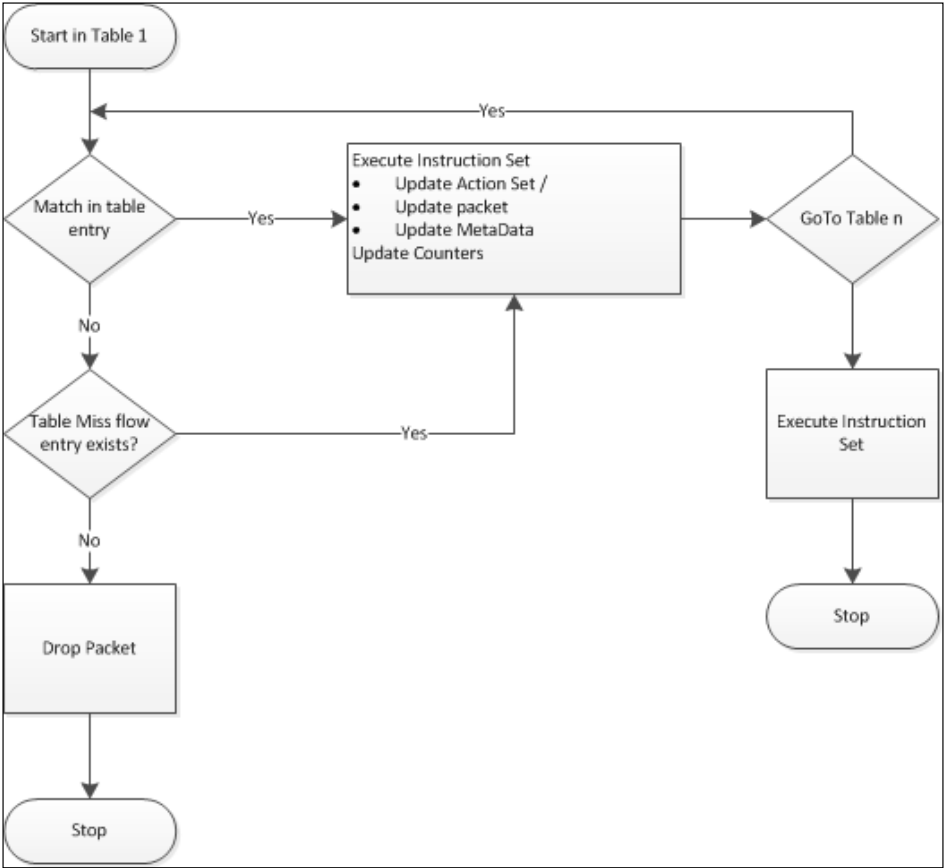 Start in Table 1
Yes
Match in table
entry
Yes
Execute Instruction Set
• Update Action Set /
• Update packet
• Update MetaData
Update Counters
GoTo Table n
No
Table Miss flow
entry exists?
Yes
Execute Instruction
Set
No
Drop Packet
Stop
Stop